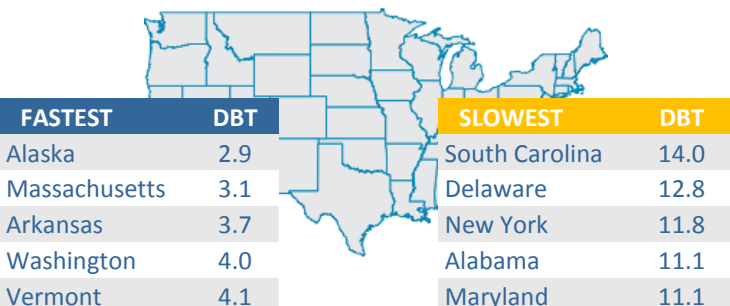 FASTEST DBT
Alaska 2.9
Massachusetts 3.1
Arkansas 3.7
Washington 4.0
Vermont 4.1
SLOWEST DBT
South Carolina 14.0
Delaware 12.8
New York 11.8
Alabama 11.1
Maryland 11.1